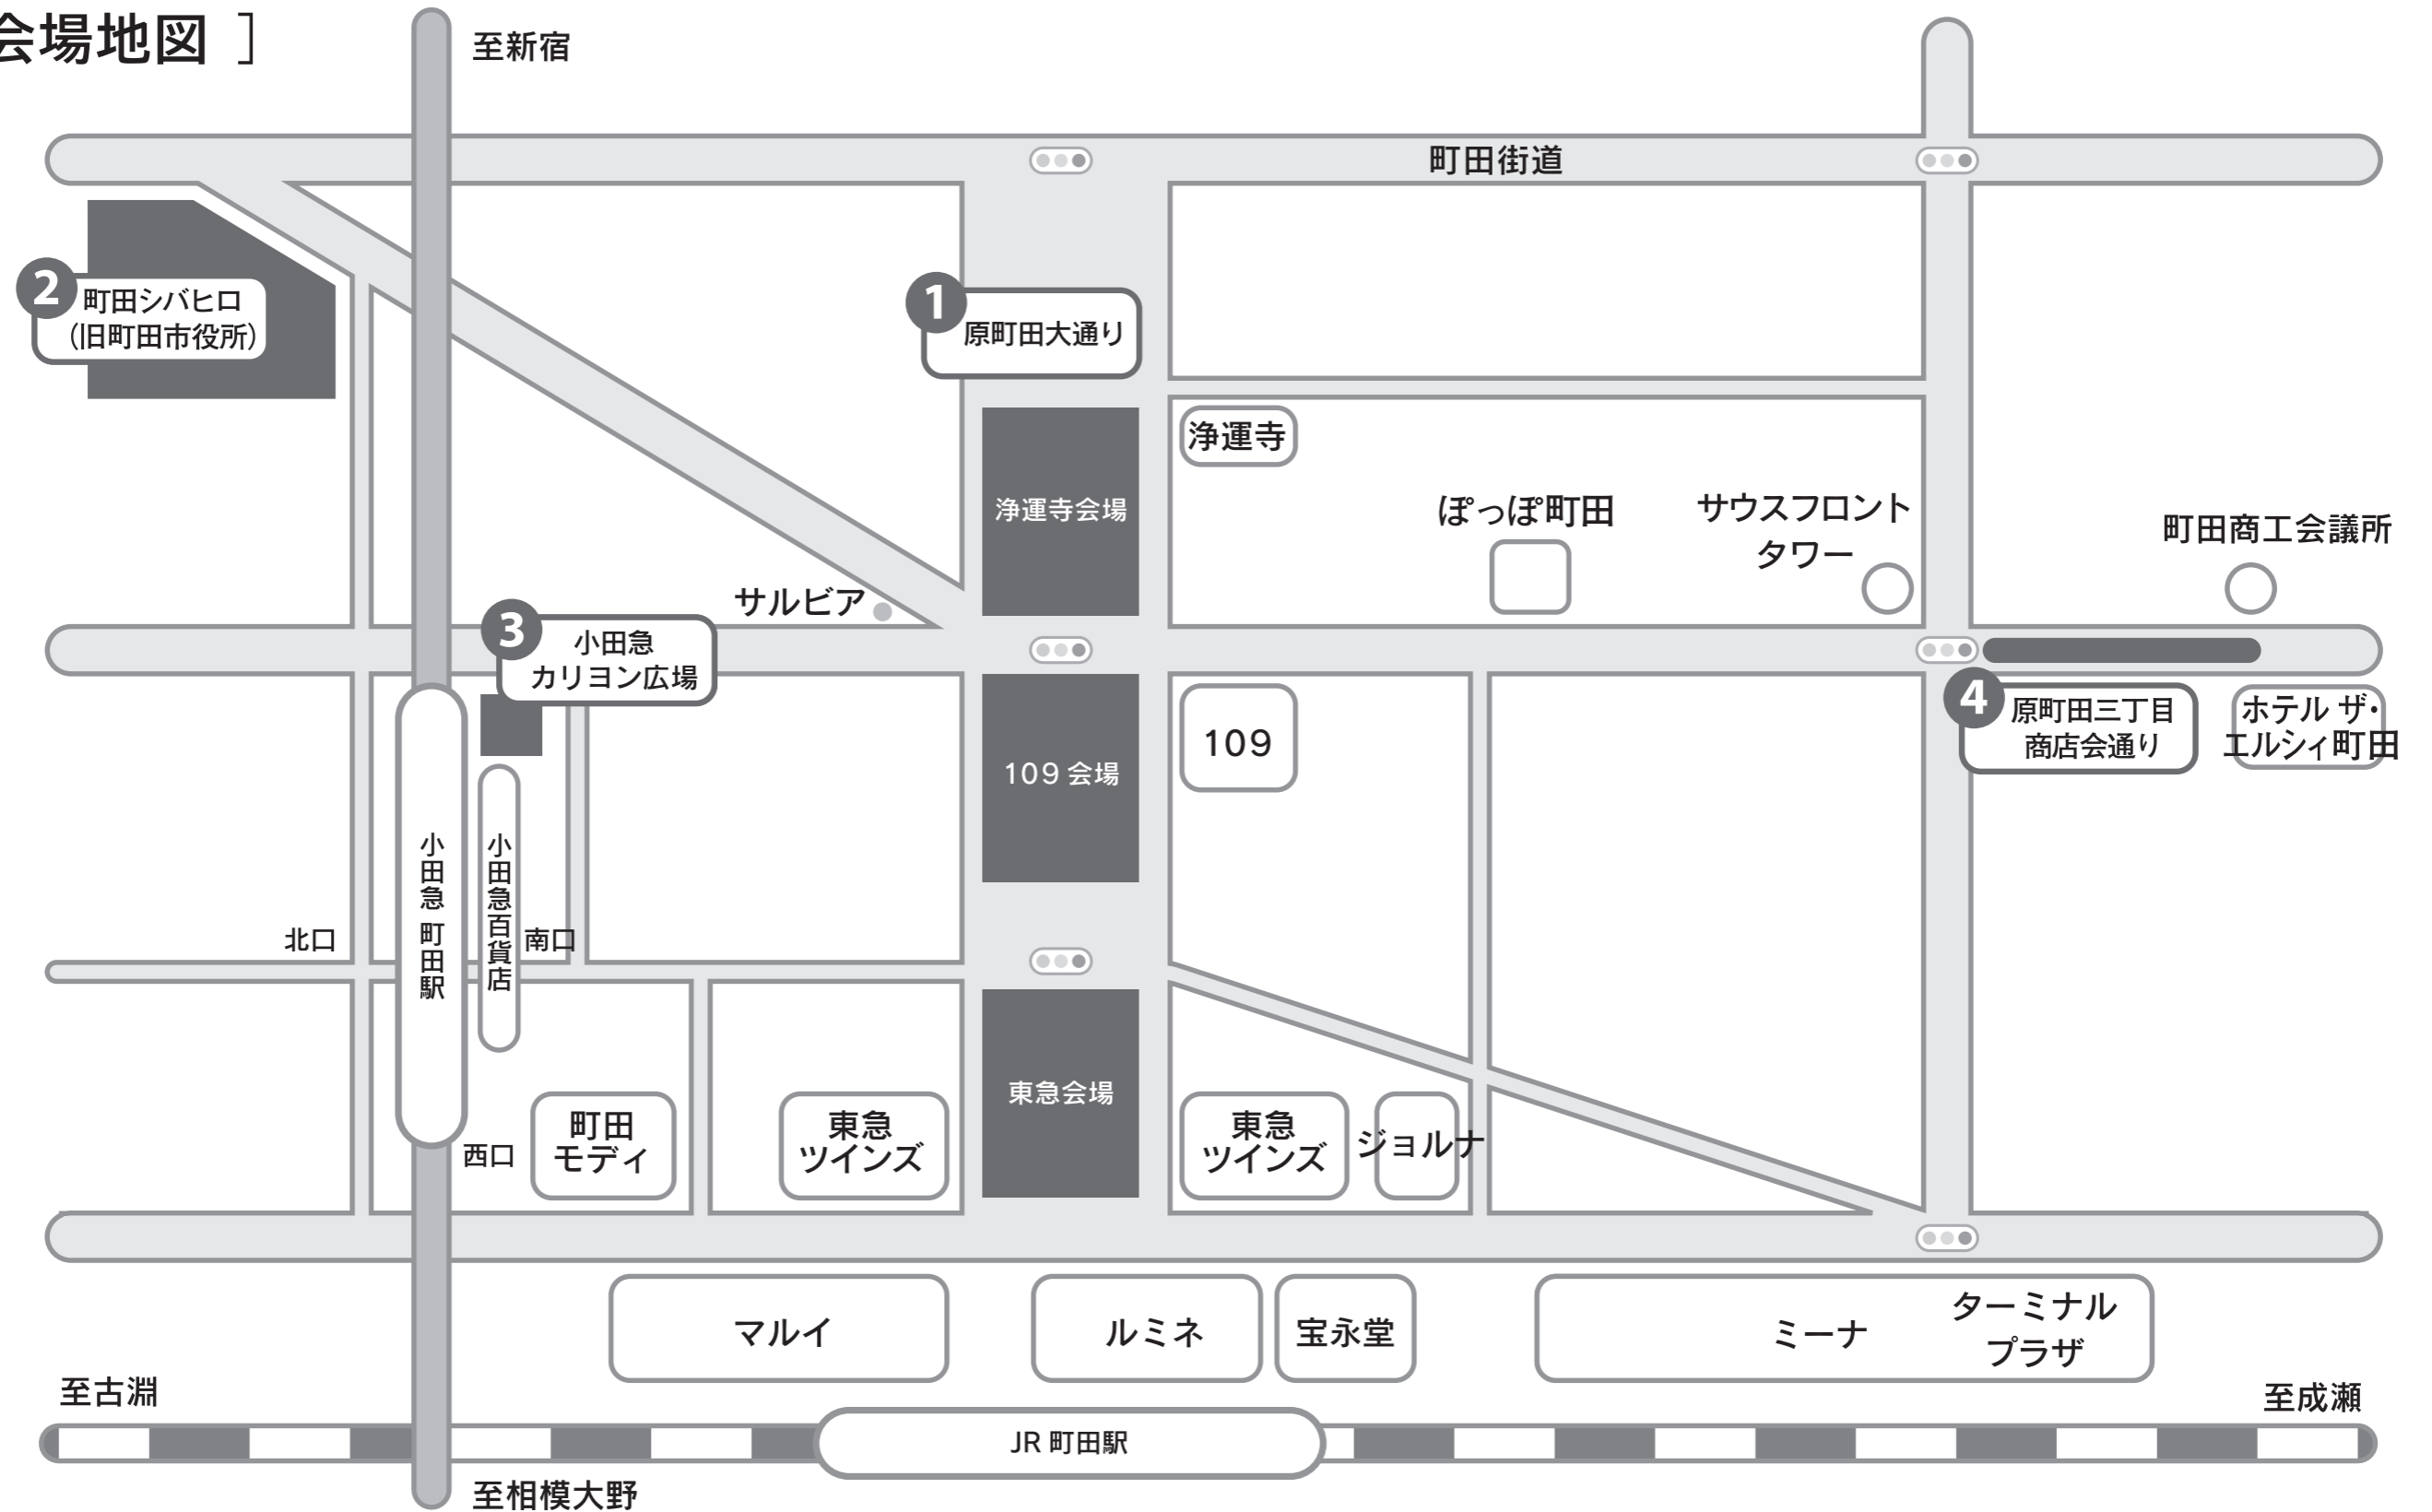 会場地図 ］
至新宿
町田街道
2
町田シバヒロ
（旧町田市役所）
1
原町田大通り
浄運寺
浄運寺会場
ぽっぽ町田
サウスフロント
タワー
町田商工会議所
サルビア
3
小田急
カリヨン広場
4
原町田三丁目
商店会通り
ホテル ザ・
エルシィ町田
109
109 会場
小田急 町田駅
小田急百貨店
北口
南口
東急会場
町田
モディ
東急
ツインズ
東急
ツインズ
ジョルナ
西口
マルイ
ルミネ
宝永堂
ミーナ
ターミナル
プラザ
至古淵
至成瀬
JR 町田駅
至相模大野